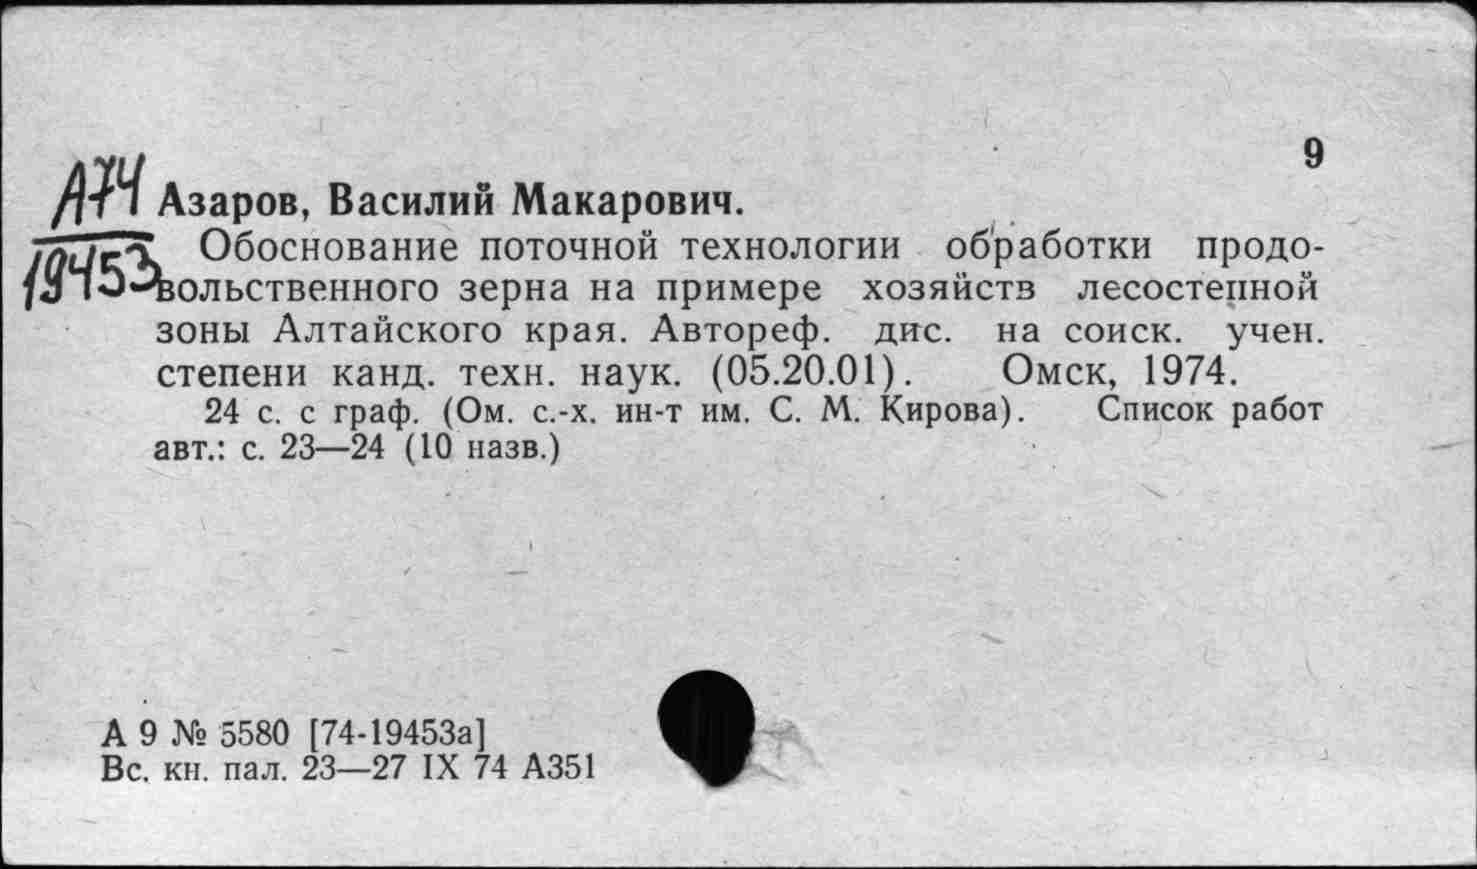 9
А74
19453
Азаров, Василий Макарович.
Обоснование поточной технологии обработки продо-
вольственного зерна на примере хозяйств лесостепной
зоны Алтайского края. Автореф. дис. на соиск. учен.
степени канд. техн. наук. (05.20.01). Омск, 1974.
24 с. с граф. (Ом. с.-х. ин-т им. С. М. Кирова). Список работ
авт.: с. 23—24 (10 назв.)
А 9 № 5580 [74-19453а]
Вс. кн. пал. 23—27 IX 74 А351